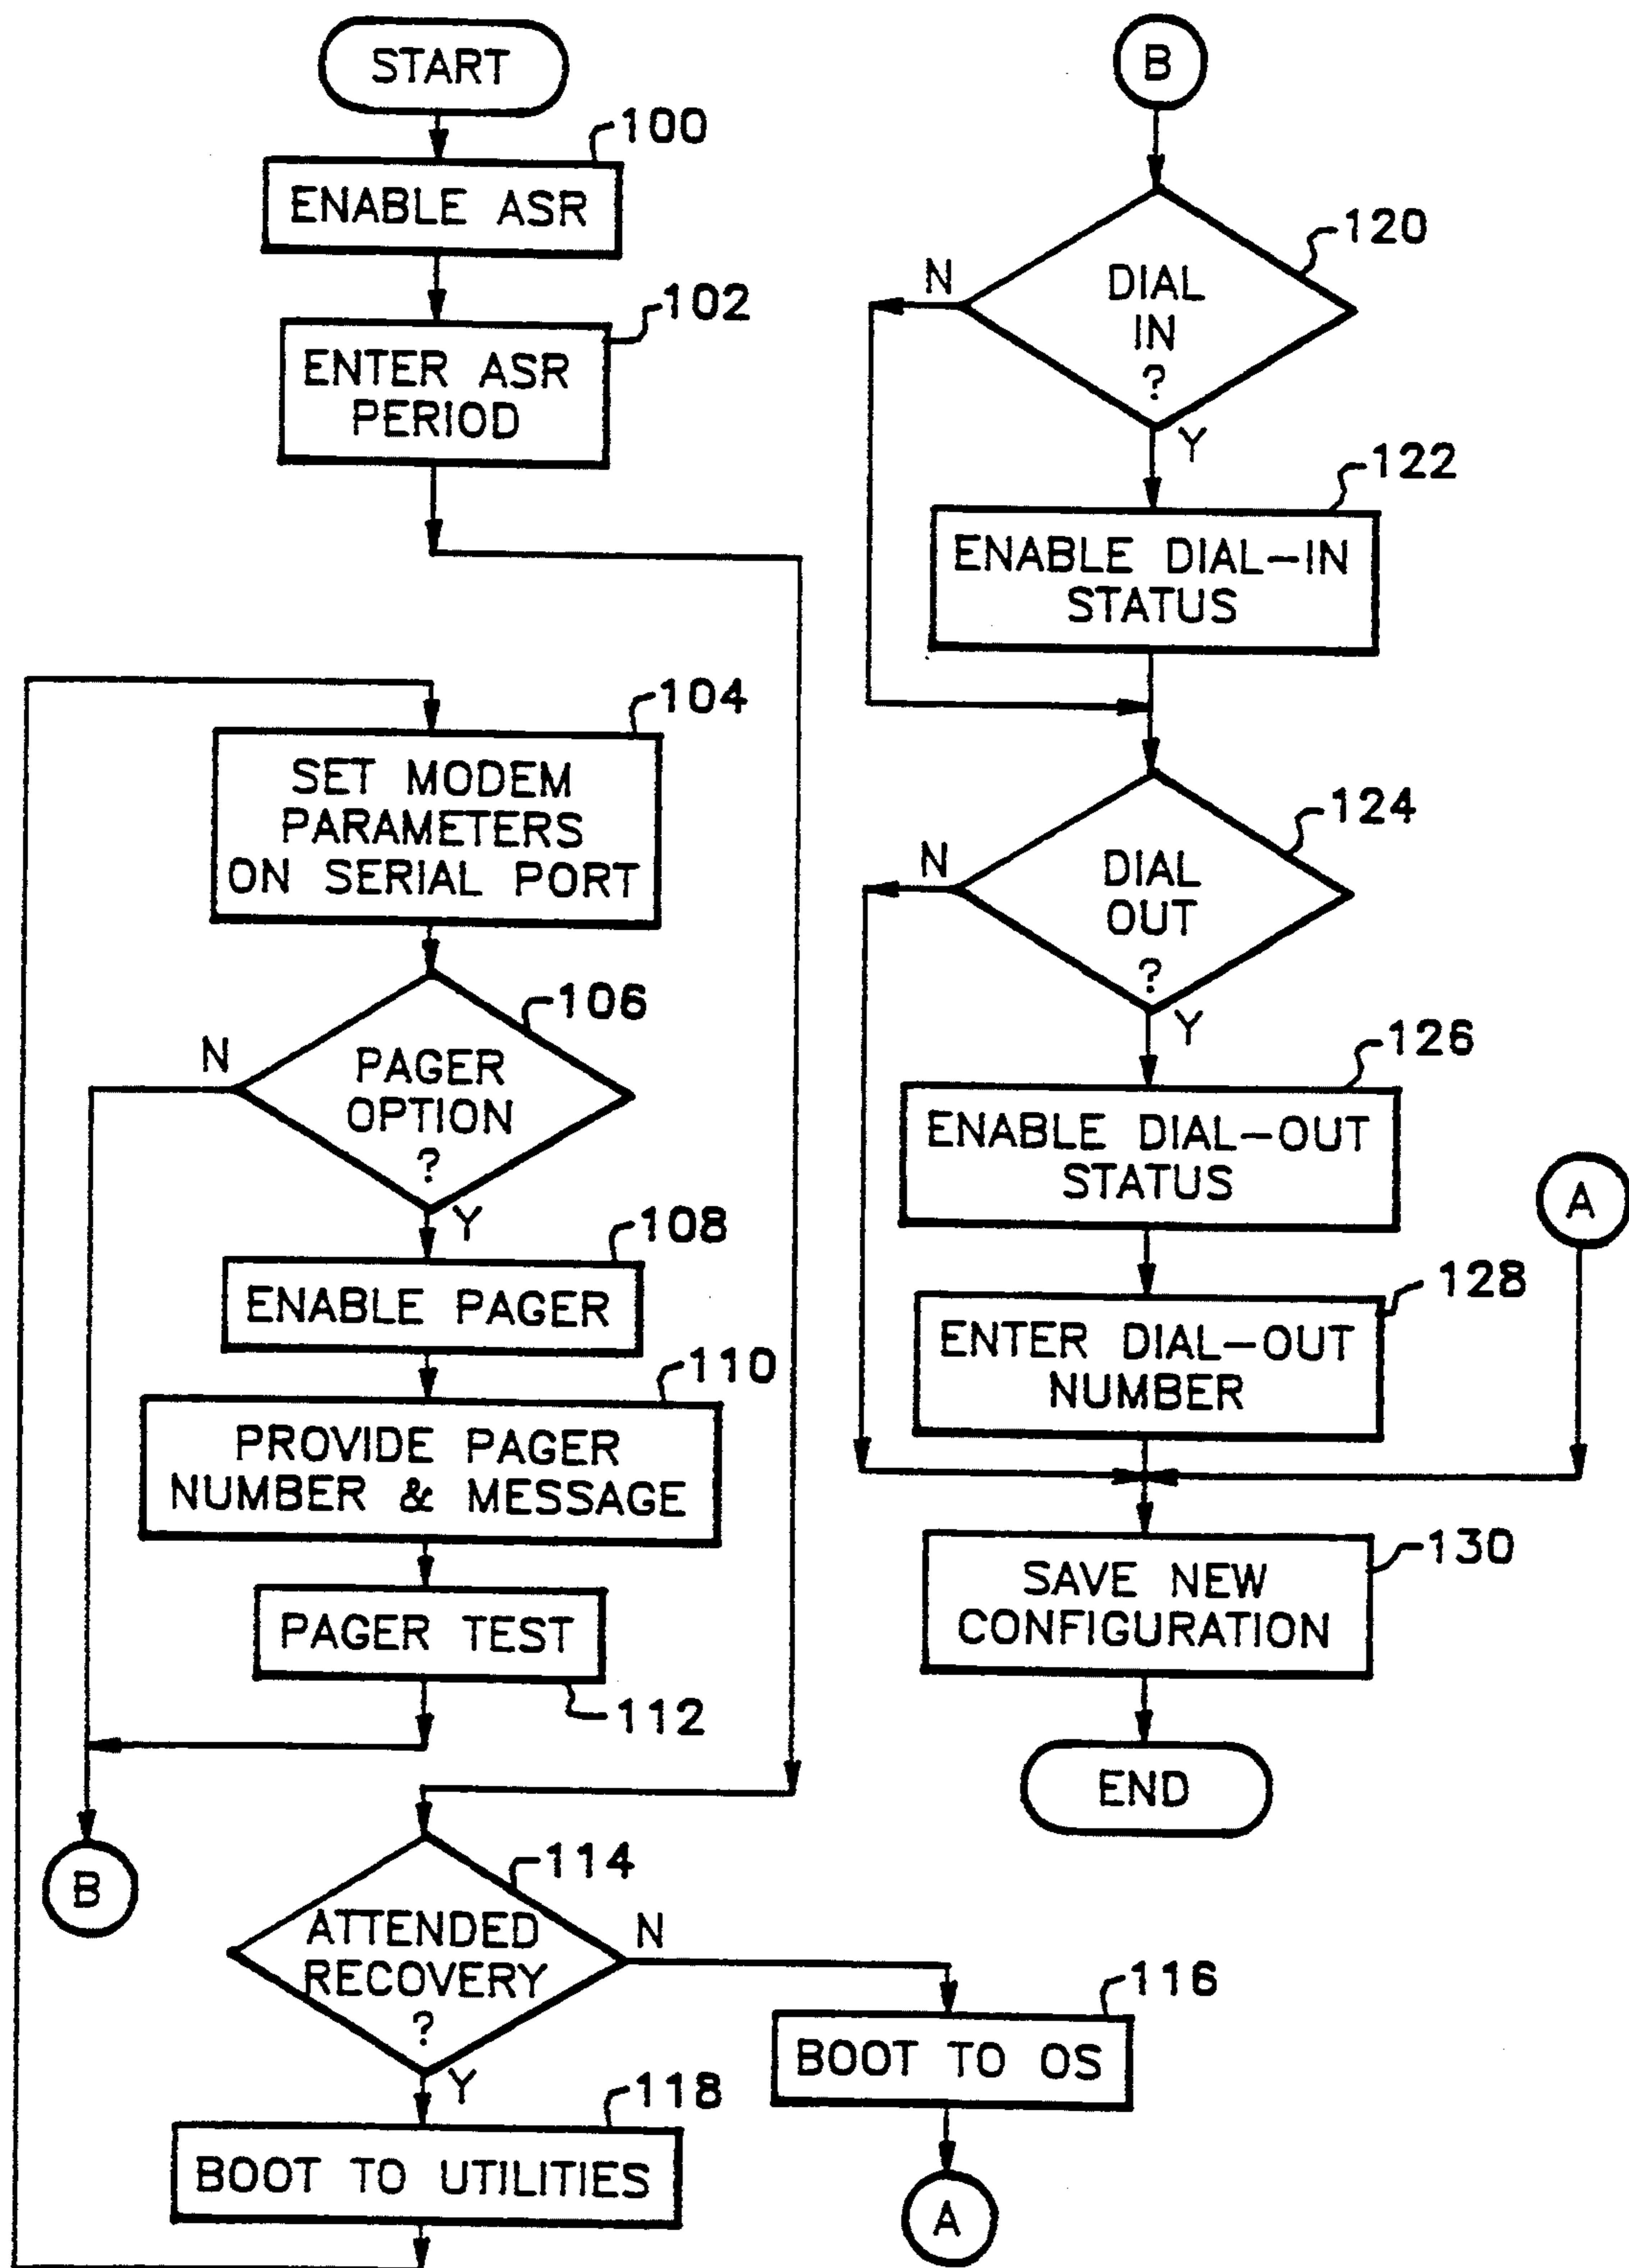 START
100
ENABLE ASR
102
ENTER ASR
PERIOD
104
SET MODEM
PARAMETERS
ON SERIAL PORT
106
N
PAGER
OPTION
?
Y
108
ENABLE PAGER
110
PROVIDE PAGER
NUMBER & MESSAGE
PAGER TEST
112
B
114
ATTENDED
RECOVERY
?
N
Y
116
BOOT TO OS
A
118
BOOT TO UTILITIES
B
120
N
DIAL
IN
?
Y
122
ENABLE DIAL-IN
STATUS
124
N
DIAL
OUT
?
Y
126
ENABLE DIAL-OUT
STATUS
A
128
ENTER DIAL-OUT
NUMBER
130
SAVE NEW
CONFIGURATION
END